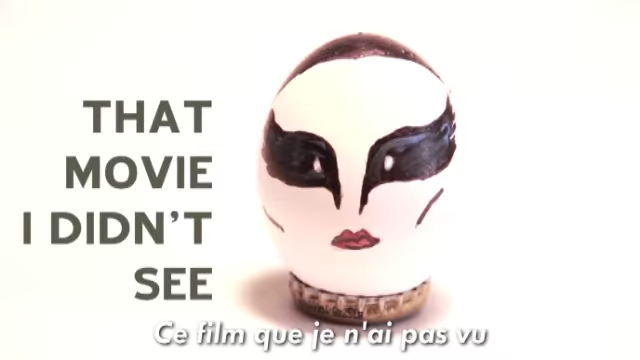 THAT
MOVIE
I DIDN'T
SEE
Ce film que je n'ai pas vu